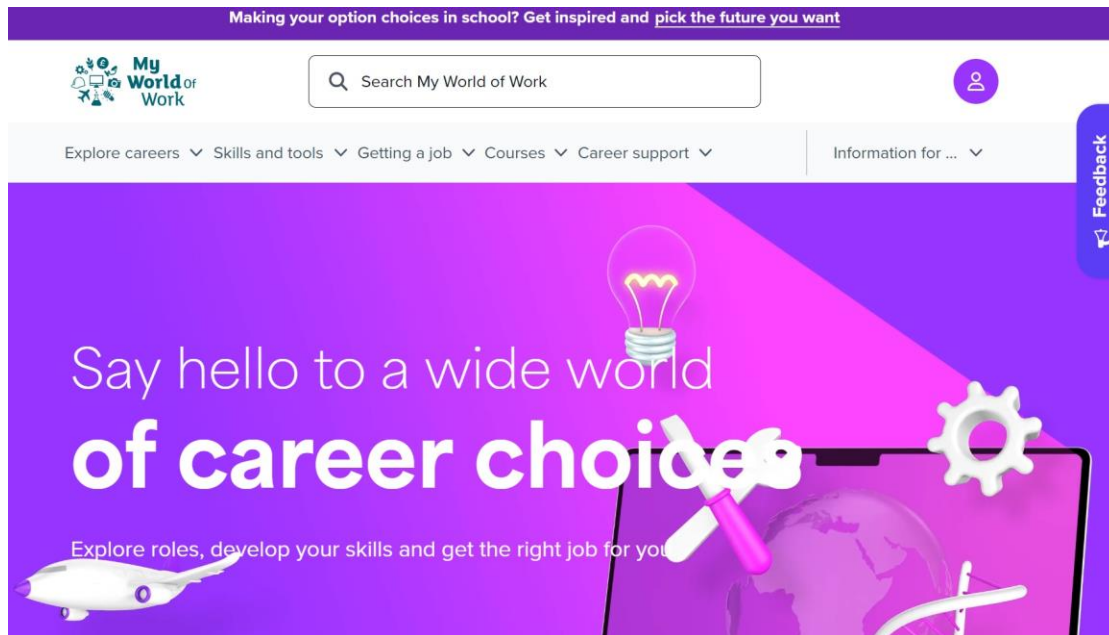 Making your option choices in school? Get inspired and pick the future you want
My
World Of
Work
Search My World of Work
Explore careers Skills and tools Getting a job Courses Career support Information for ...
Feedback
Say hello to a wide world
of career choices
Explore roles, develop your skills and get the right job for you